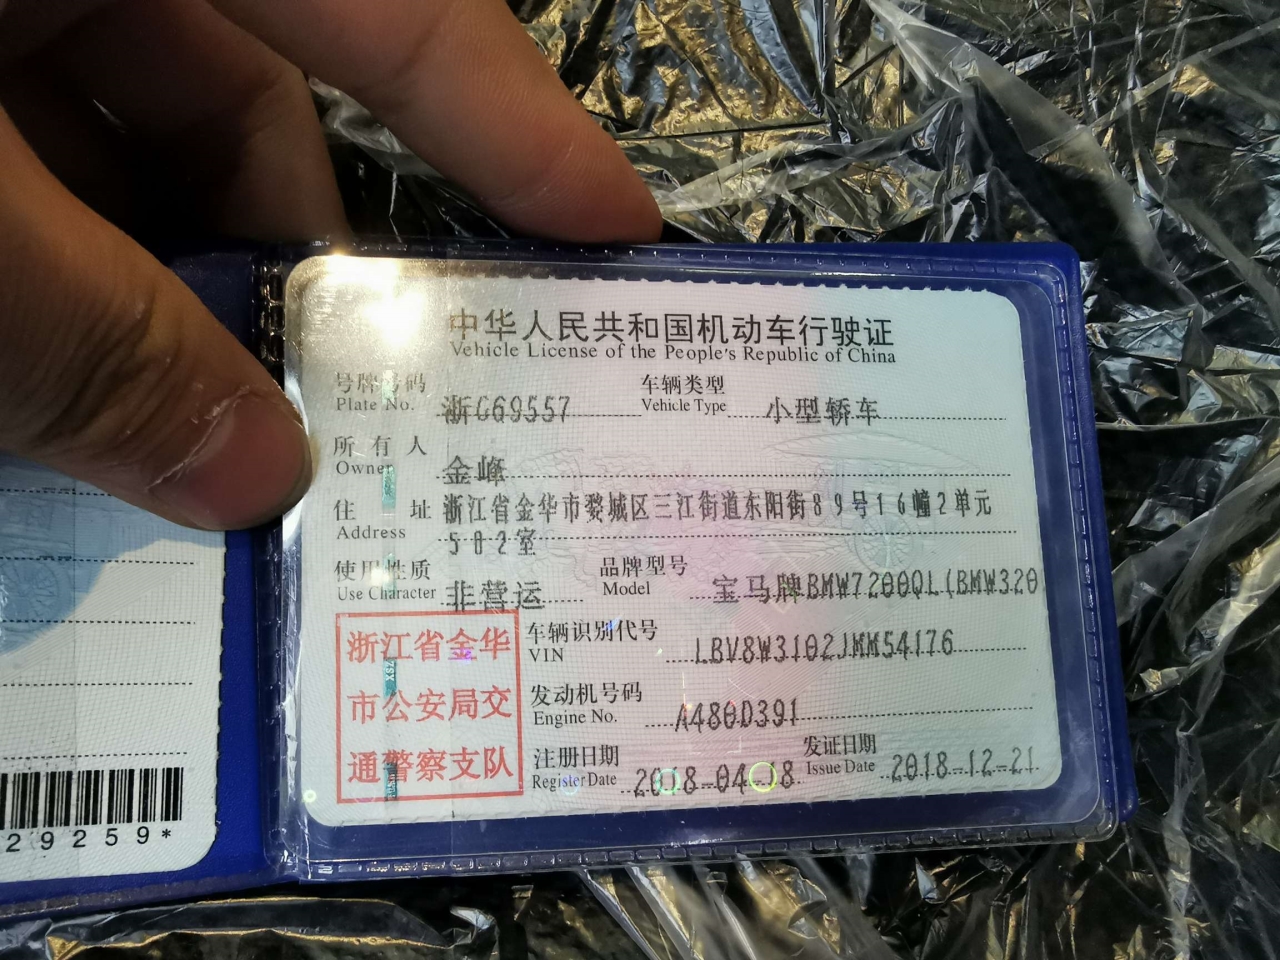 中华人民共和国机动车行驶证
Vehicle License of the People's Republic of China
号牌号码 浙G69557 车辆类型 小型轿车
Plate No. Vehicle Type
所有人 金峰
Owner
住址 浙江省金华市婺城区三江街道东阳街89号16幢2单元
Address 502室
使用性质 非营运 品牌型号 宝马牌BMW7200QL(BMW320
Use Character Model
浙江省金华
市公安局交
通警察支队
车辆识别代号 LBV8W3102JMM54176
VIN
发动机号码 A480D391
Engine No.
注册日期 2018-04-18 发证日期 2018-12-21
Register Date Issue Date
29259*